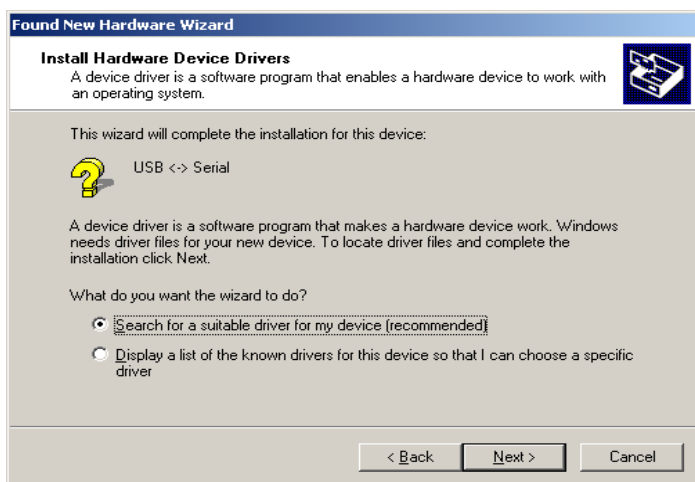 Found New Hardware Wizard
Install Hardware Device Drivers
A device driver is a software program that enables a hardware device to work with
an operating system.
This wizard will complete the installation for this device:
USB <-> Serial
A device driver is a software program that makes a hardware device work. Windows
needs driver files for your new device. To locate driver files and complete the
installation click Next.
What do you want the wizard to do?
Search for a suitable driver for my device (recommended)
Display a list of the known drivers for this device so that I can choose a specific
driver
< Back
Next >
Cancel